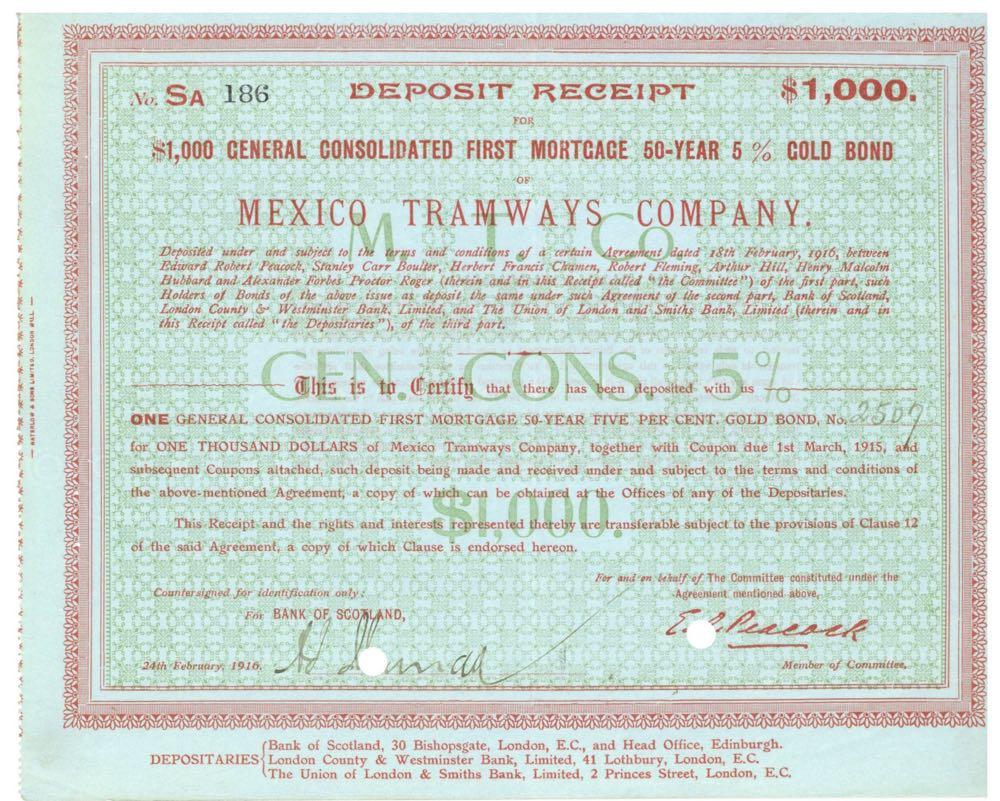 No. SA 186 DEPOSIT RECEIPT $1,000.
FOR
$1,000 GENERAL CONSOLIDATED FIRST MORTGAGE 50-YEAR 5 % GOLD BOND
OF
MEXICO TRAMWAYS COMPANY.
M. T. Co.
Deposited under and subject to the terms and conditions of a certain Agreement dated 18th February, 1916, between
Edward Robert Peacock, Stanley Carr Boulter, Herbert Francis Chamen, Robert Fleming, Arthur Hill, Henry Malcolm
Hubbard and Alexander Forbes Proctor Roger (therein and in this Receipt called "the Committee") of the first part, such
Holders of Bonds of the above issue as deposit the same under such Agreement of the second part, Bank of Scotland,
London County & Westminster Bank, Limited, and The Union of London and Smiths Bank, Limited (therein and in
this Receipt called "the Depositaries"), of the third part.
GEN. CONS. 5%
This is to Certify that there has been deposited with us
ONE GENERAL CONSOLIDATED FIRST MORTGAGE 50-YEAR FIVE PER CENT. GOLD BOND, No. 2507
for ONE THOUSAND DOLLARS of Mexico Tramways Company, together with Coupon due 1st March, 1915, and
subsequent Coupons attached, such deposit being made and received under and subject to the terms and conditions of
the above-mentioned Agreement, a copy of which can be obtained at the Offices of any of the Depositaries.
$1,000.
This Receipt and the rights and interests represented thereby are transferable subject to the provisions of Clause 12
of the said Agreement, a copy of which Clause is endorsed hereon.
For and on behalf of The Committee constituted under the
Agreement mentioned above,
Countersigned for identification only:
For BANK OF SCOTLAND,
E. R. Peacock
24th February, 1916.
Member of Committee.
DEPOSITARIES
Bank of Scotland, 30 Bishopsgate, London, E.C., and Head Office, Edinburgh.
London County & Westminster Bank, Limited, 41 Lothbury, London, E.C.
The Union of London & Smiths Bank, Limited, 2 Princes Street, London, E.C.
WATERLOW & SONS LIMITED, LONDON WALL